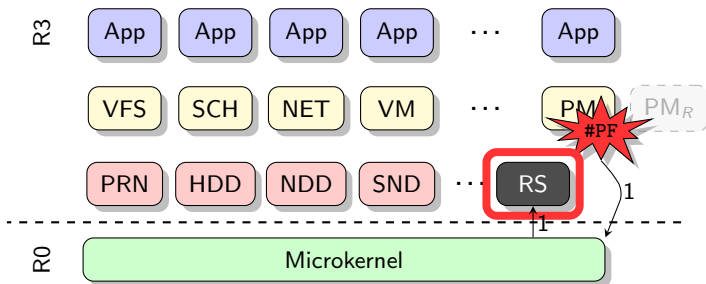 R3
App App App App ... App
VFS SCH NET VM ... PM PM_R
#PF
PRN HDD NDD SND ... RS
1
1
R0
Microkernel